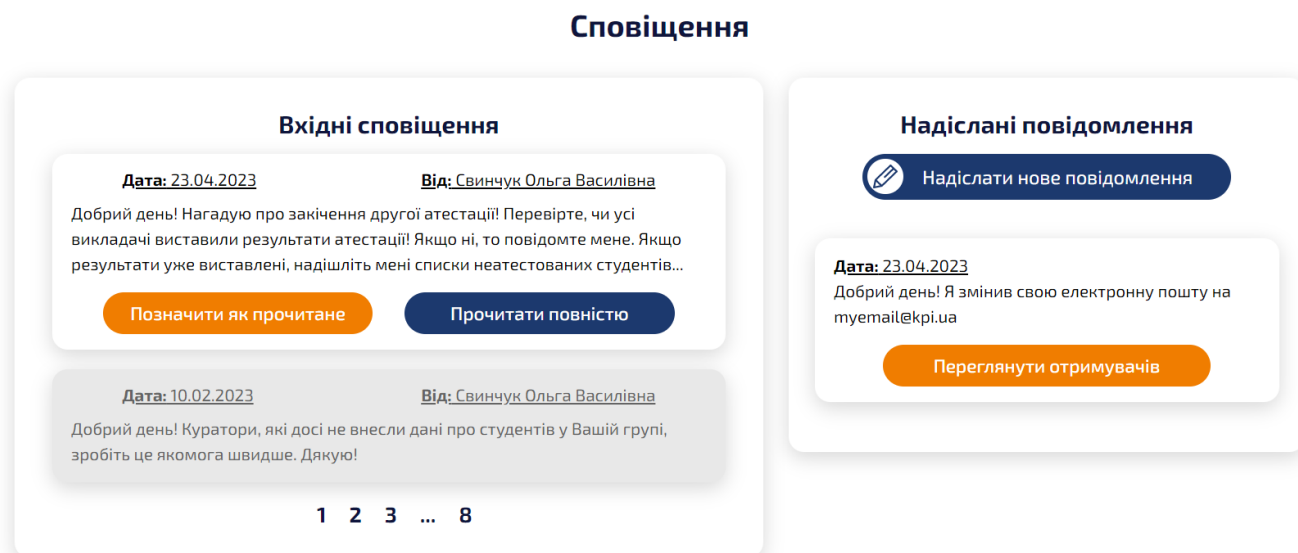 Сповіщення
Вхідні сповіщення
Дата: 23.04.2023 Від: Свинчук Ольга Василівна
Добрий день! Нагадую про закічення другої атестації! Перевірте, чи усі
викладачі виставили результати атестації! Якщо ні, то повідомте мене. Якщо
результати уже виставлені, надішліть мені списки неатестованих студентів...
Позначити як прочитане Прочитати повністю
Дата: 10.02.2023 Від: Свинчук Ольга Василівна
Добрий день! Куратори, які досі не внесли дані про студентів у Вашій групі,
зробіть це якомога швидше. Дякую!
1 2 3 ... 8
Надіслані повідомлення
Надіслати нове повідомлення
Дата: 23.04.2023
Добрий день! Я змінив свою електронну пошту на
myemail@kpi.ua
Переглянути отримувачів